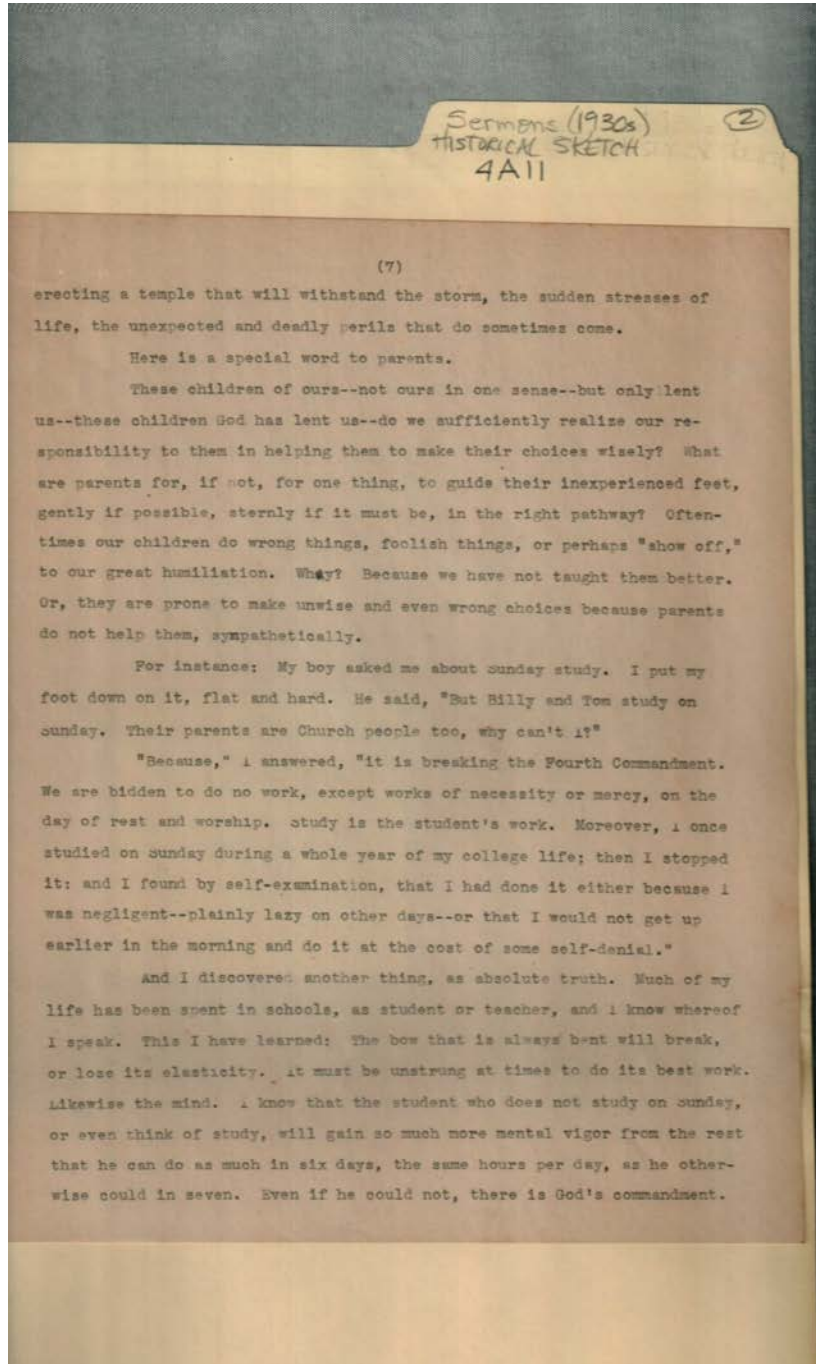 Sermons (1930s) 2
HISTORICAL SKETCH
4A11
(7)
erecting a temple that will withstand the storm, the sudden stresses of
life, the unexpected and deadly perils that do sometimes come.
Here is a special word to parents.
These children of ours--not ours in one sense--but only lent
us--these children God has lent us--do we sufficiently realize our re-
sponsibility to them in helping them to make their choices wisely? What
are parents for, if not, for one thing, to guide their inexperienced feet,
gently if possible, sternly if it must be, in the right pathway? Often-
times our children do wrong things, foolish things, or perhaps "show off,"
to our great humiliation. Why? Because we have not taught them better.
Or, they are prone to make unwise and even wrong choices because parents
do not help them, sympathetically.
For instance: My boy asked me about Sunday study. I put my
foot down on it, flat and hard. He said, "But Billy and Tom study on
Sunday. Their parents are Church people too, why can't I?"
"Because," I answered, "it is breaking the Fourth Commandment.
We are bidden to do no work, except works of necessity or mercy, on the
day of rest and worship. Study is the student's work. Moreover, I once
studied on Sunday during a whole year of my college life; then I stopped
it: and I found by self-examination, that I had done it either because I
was negligent--plainly lazy on other days--or that I would not get up
earlier in the morning and do it at the cost of some self-denial."
And I discovered another thing, as absolute truth. Much of my
life has been spent in schools, as student or teacher, and I know whereof
I speak. This I have learned: The bow that is always bent will break,
or lose its elasticity. It must be unstrung at times to do its best work.
Likewise the mind. I know that the student who does not study on Sunday,
or even think of study, will gain so much more mental vigor from the rest
that he can do as much in six days, the same hours per day, as he other-
wise could in seven. Even if he could not, there is God's commandment.